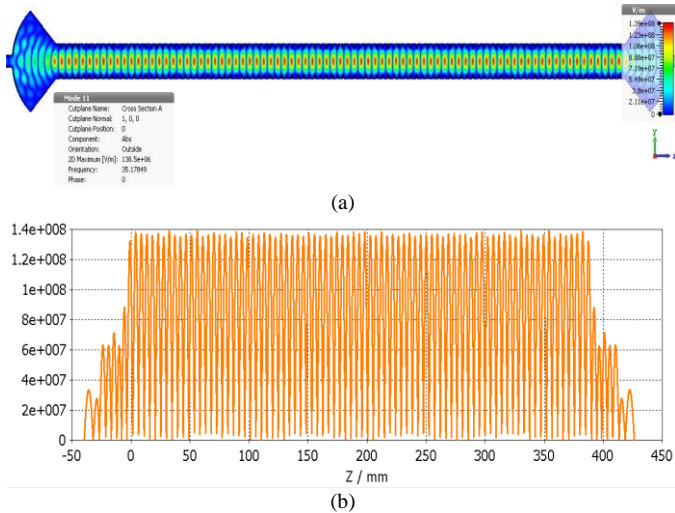 V/m
1.39e+08
1.23e+08
1.06e+08
8.88e+07
7.19e+07
5.49e+07
3.8e+07
2.11e+07
0
y
Mode 11
Cutplane Name: Cross Section A
Cutplane Normal: 1, 0, 0
Cutplane Position: 0
Component: Abs
Orientation: Outside
2D Maximum [V/m]: 138.5e+06
Frequency: 35.17849
Phase: 0
(a)
1.4e+008
1.2e+008
1e+008
8e+007
6e+007
4e+007
2e+007
0
-50 0 50 100 150 200 250 300 350 400 450
Z / mm
(b)